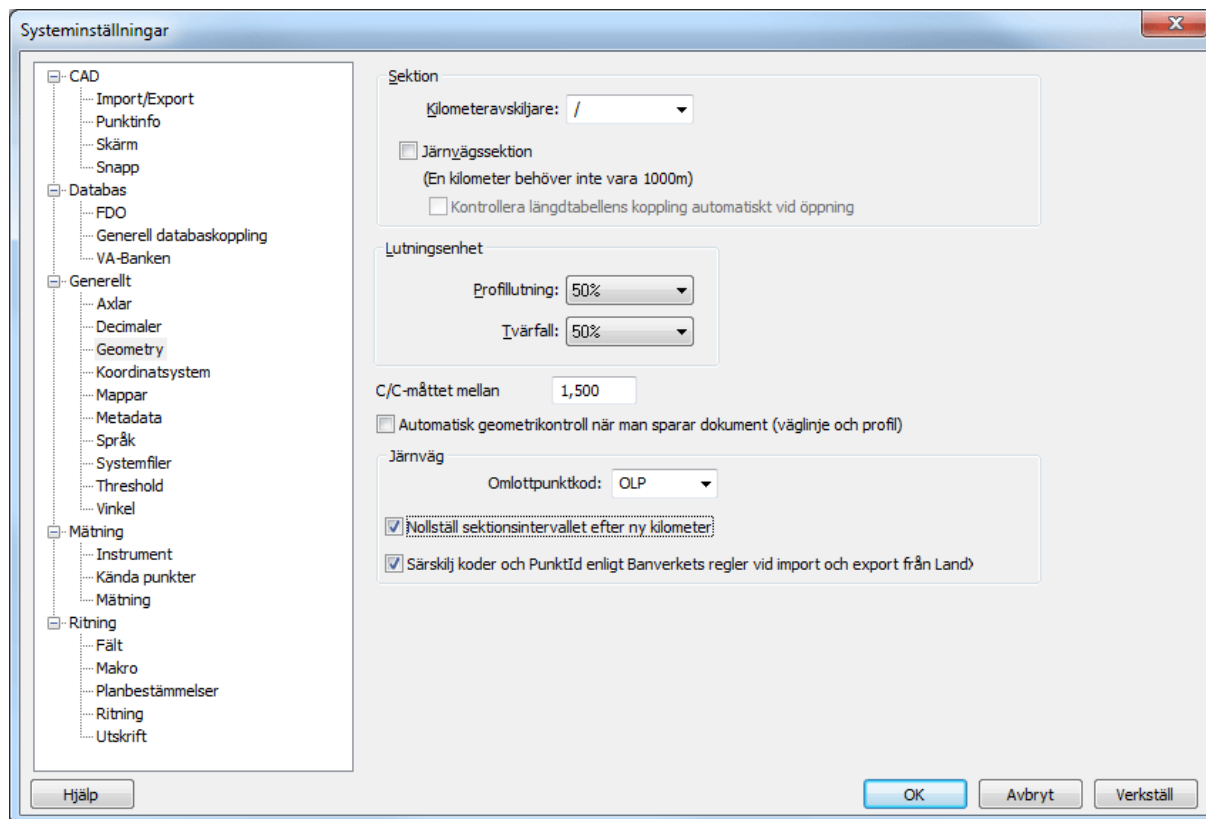 Systeminställningar
CAD
Import/Export
Punktinfo
Skärm
Snapp
Databas
FDO
Generell databaskoppling
VA-Banken
Generellt
Axlar
Decimaler
Geometry
Koordinatsystem
Mappar
Metadata
Språk
Systemfiler
Threshold
Vinkel
Mätning
Instrument
Kända punkter
Mätning
Ritning
Fält
Makro
Planbestämmelser
Ritning
Utskrift
Sektion
Kilometeravskiljare: /
Järnvägssektion
(En kilometer behöver inte vara 1000m)
Kontrollera längdtabellens koppling automatiskt vid öppning
Lutningsenhet
Profillutning: 50%
Tvärfall: 50%
C/C-måttet mellan 1,500
Automatisk geometrikontroll när man sparar dokument (väglinje och profil)
Järnväg
Omlottpunktkod: OLP
Nollställ sektionsintervallet efter ny kilometer
Särskilj koder och PunktId enligt Banverkets regler vid import och export från Land
Hjälp
OK Avbryt Verkställ